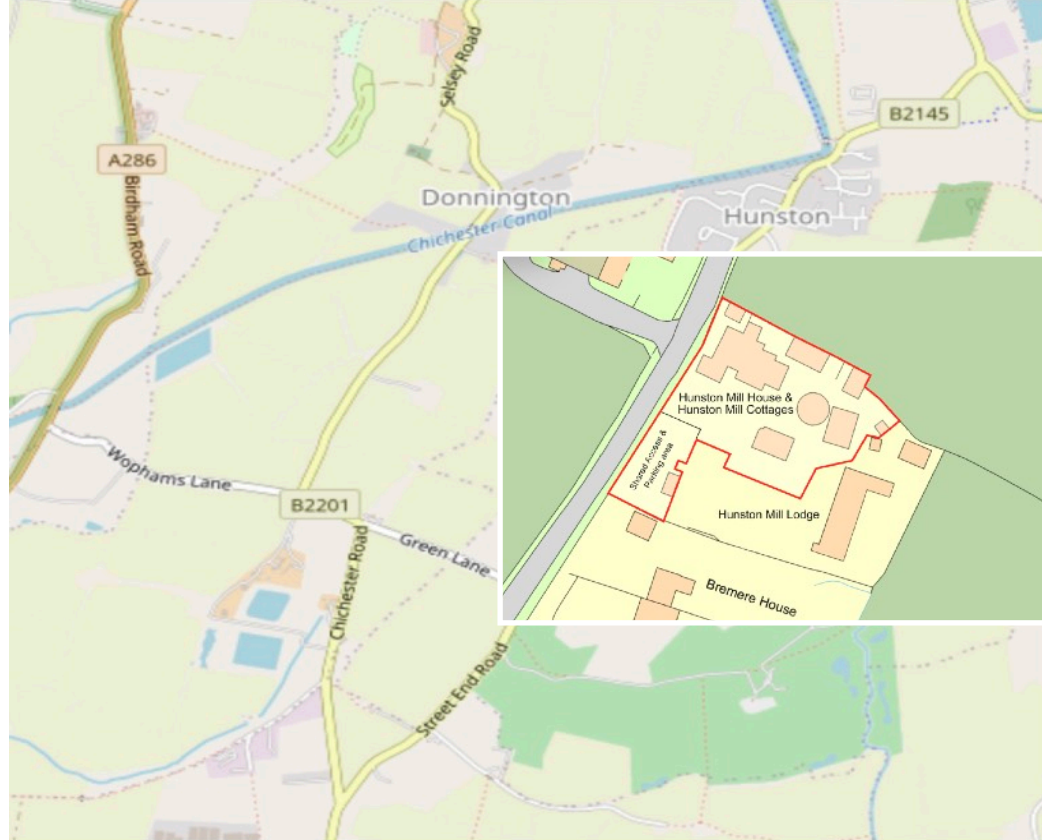 Selsey Road
B2145
A286
Birdham Road
Donnington
Chichester Canal
Hunston
Hunston Mill House &
Hunston Mill Cottages
Shared Access &
Parking area
Hunston Mill Lodge
Bremere House
Wophams Lane
B2201
Green Lane
Chichester Road
Street End Road